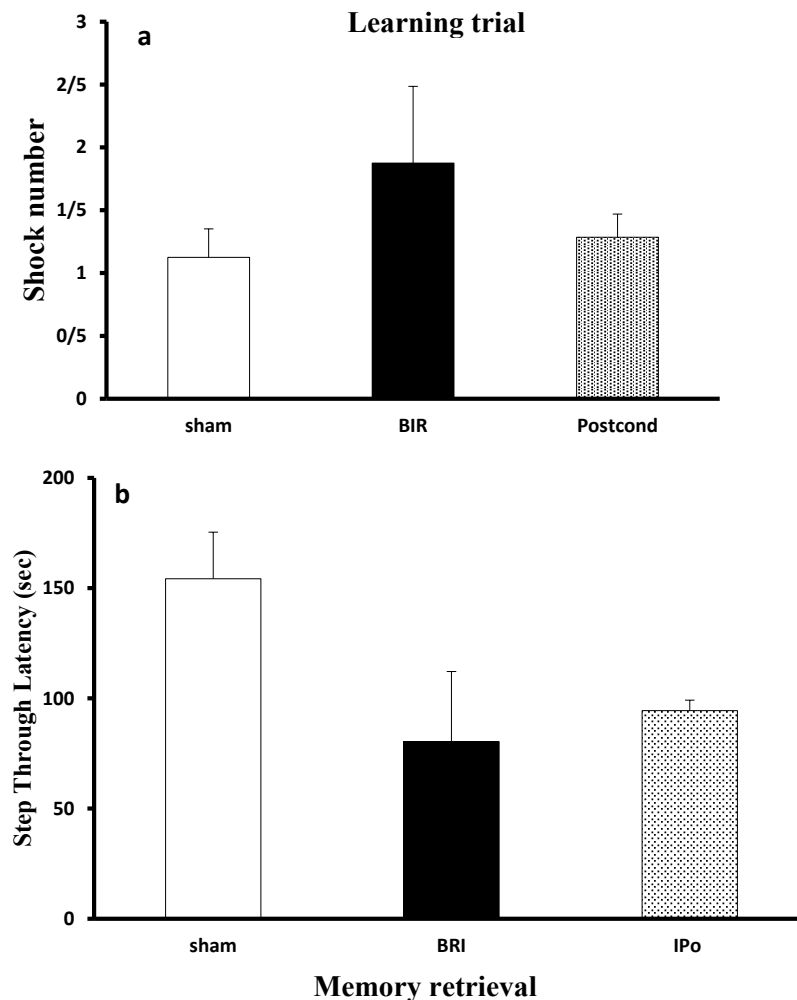 Learning trial
a
3
2/5
2
1/5
1
0/5
0
Shock number
sham BIR Postcond
b
200
150
100
50
0
Step Through Latency (sec)
sham BRI IPo
Memory retrieval